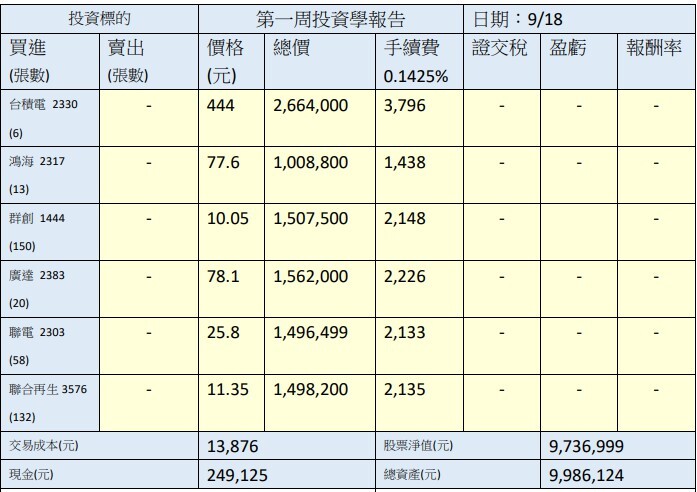 投資標的 第一周投資學報告 日期：9/18
買進 賣出 價格 總價 手續費 證交稅 盈虧 報酬率
(張數) (張數) (元) 0.1425%
台積電 2330 - 444 2,664,000 3,796 - - -
(6)
鴻海 2317 - 77.6 1,008,800 1,438 - - -
(13)
群創 1444 - 10.05 1,507,500 2,148 - -
(150)
廣達 2383 - 78.1 1,562,000 2,226 - - -
(20)
聯電 2303 - 25.8 1,496,499 2,133 - - -
(58)
聯合再生 3576 - 11.35 1,498,200 2,135 - - -
(132)
交易成本(元) 13,876 股票淨值(元) 9,736,999
現金(元) 249,125 總資產(元) 9,986,124